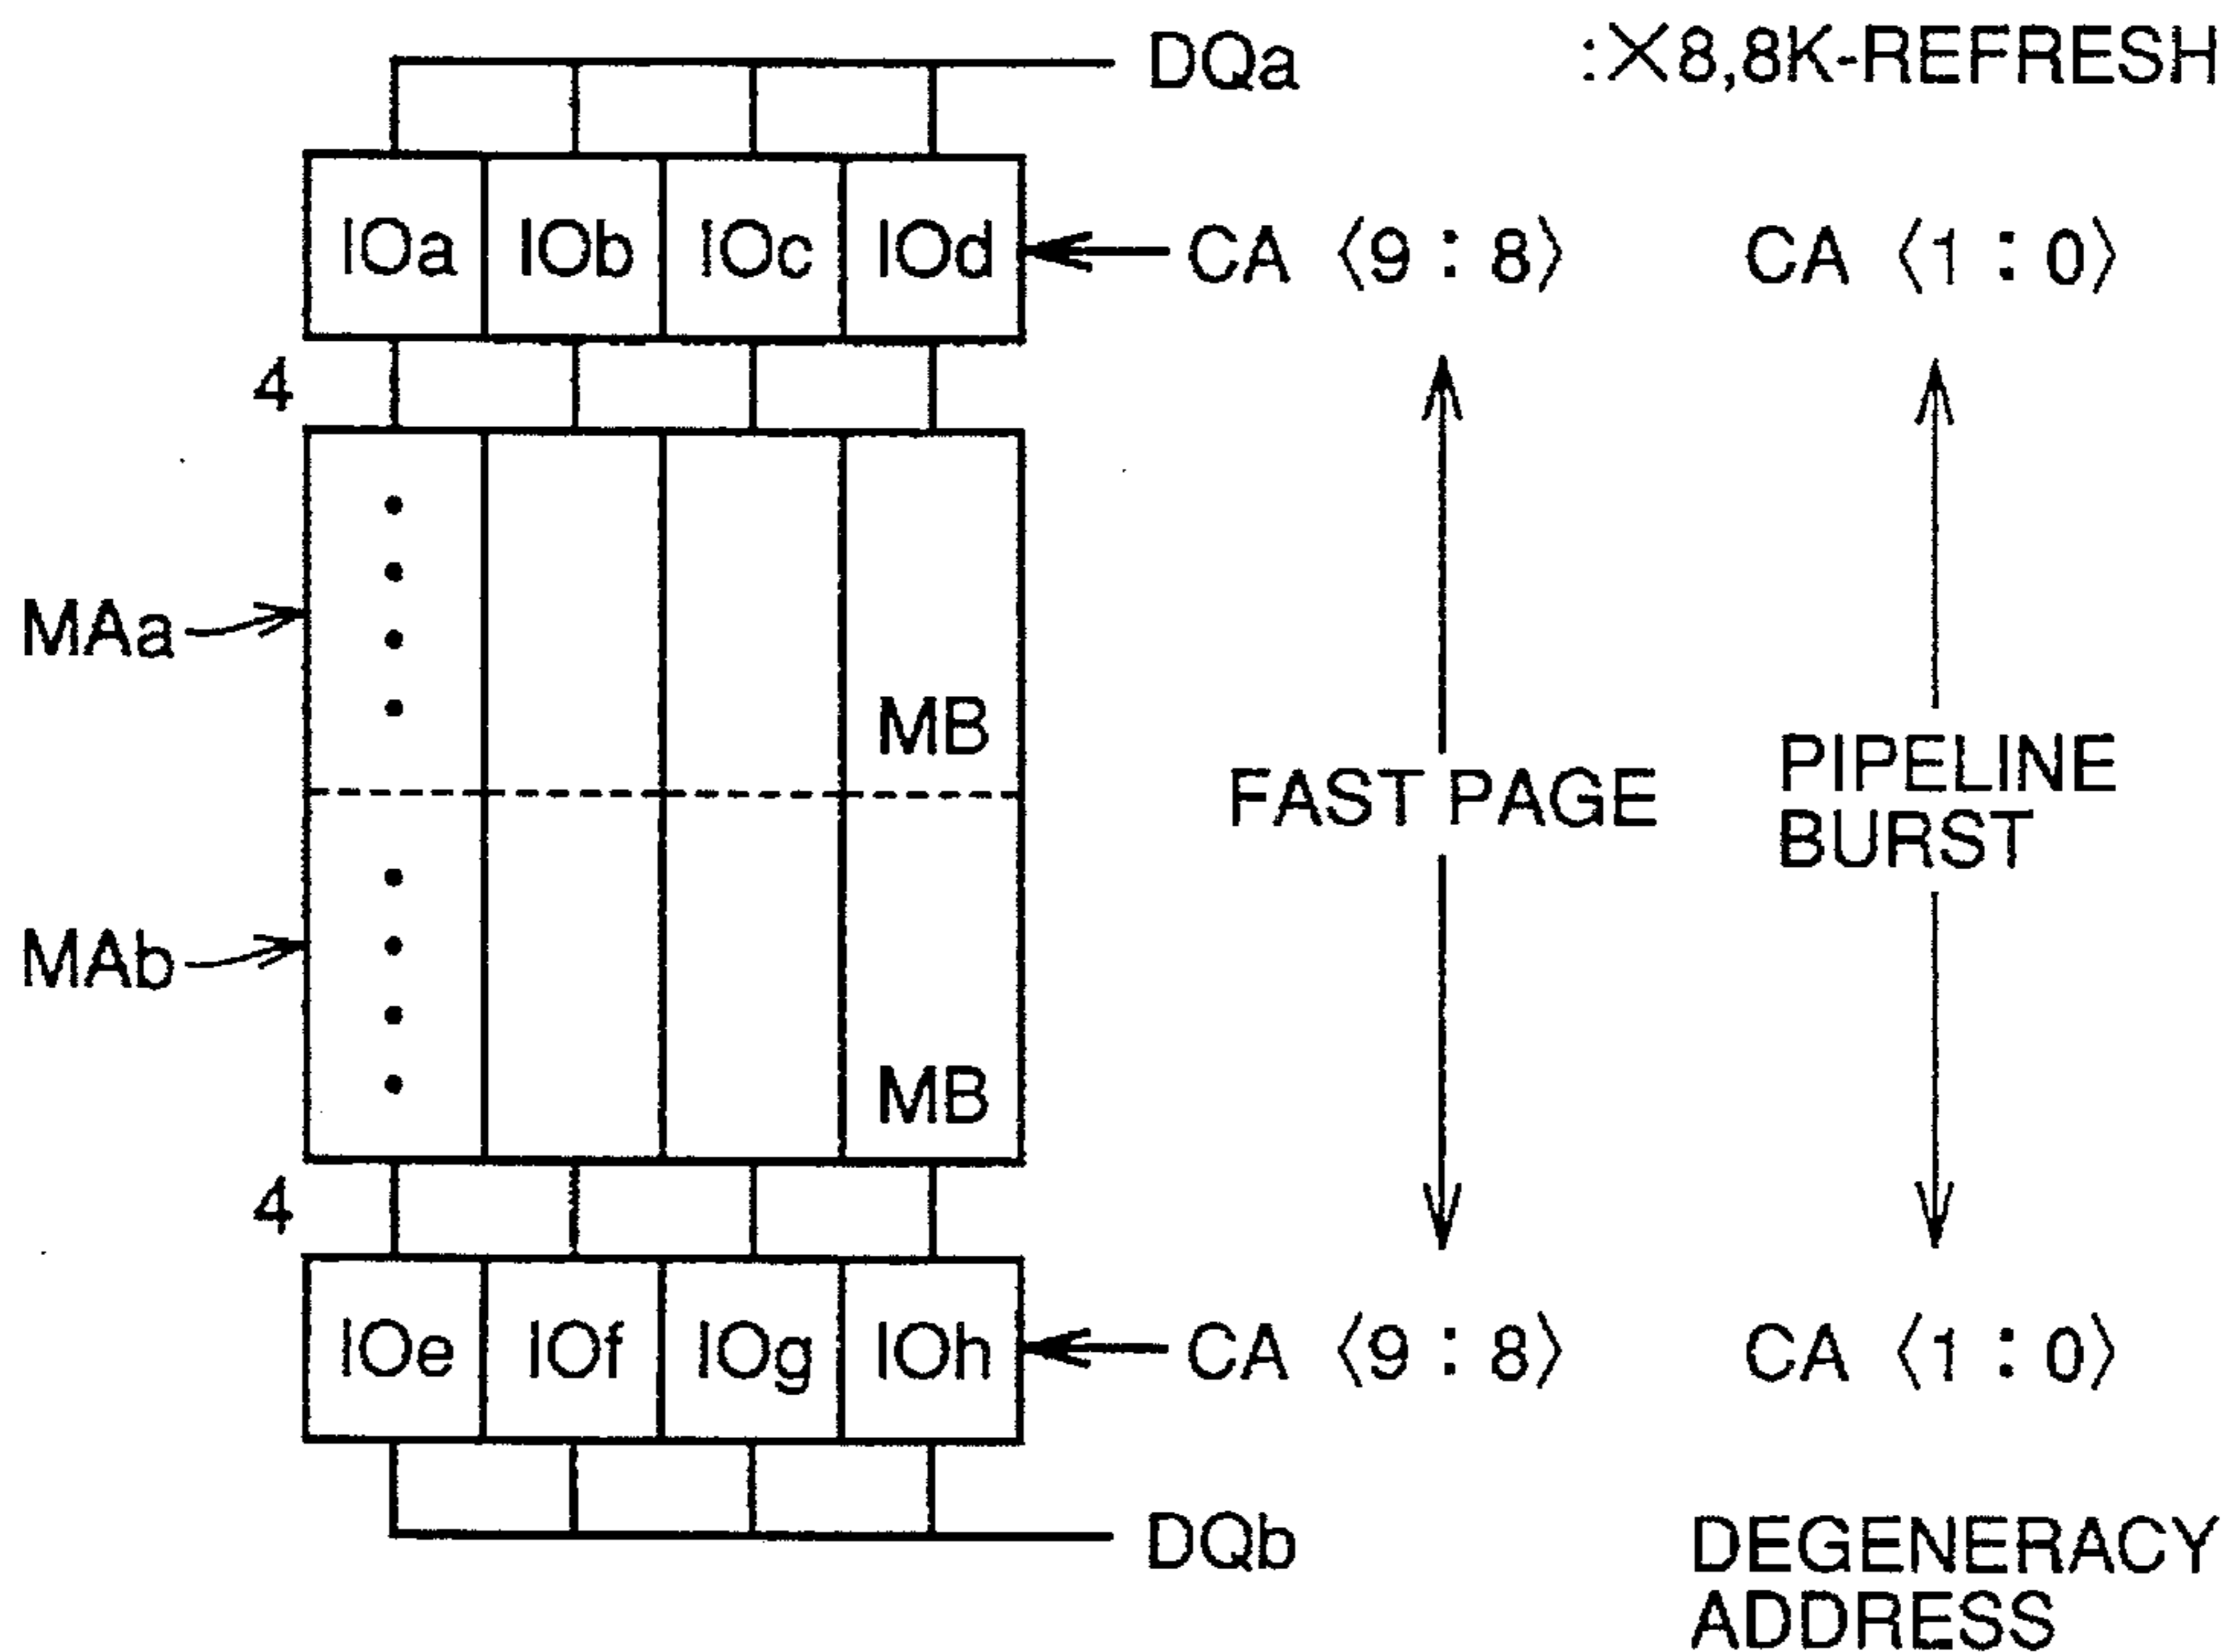 DQa :×8,8K-REFRESH
IOa IOb IOc IOd CA ⟨9 : 8⟩ CA ⟨1 : 0⟩
4
MAa
MB
FAST PAGE
PIPELINE
BURST
MAb
MB
4
IOe IOf IOg IOh CA ⟨9 : 8⟩ CA ⟨1 : 0⟩
DQb
DEGENERACY
ADDRESS